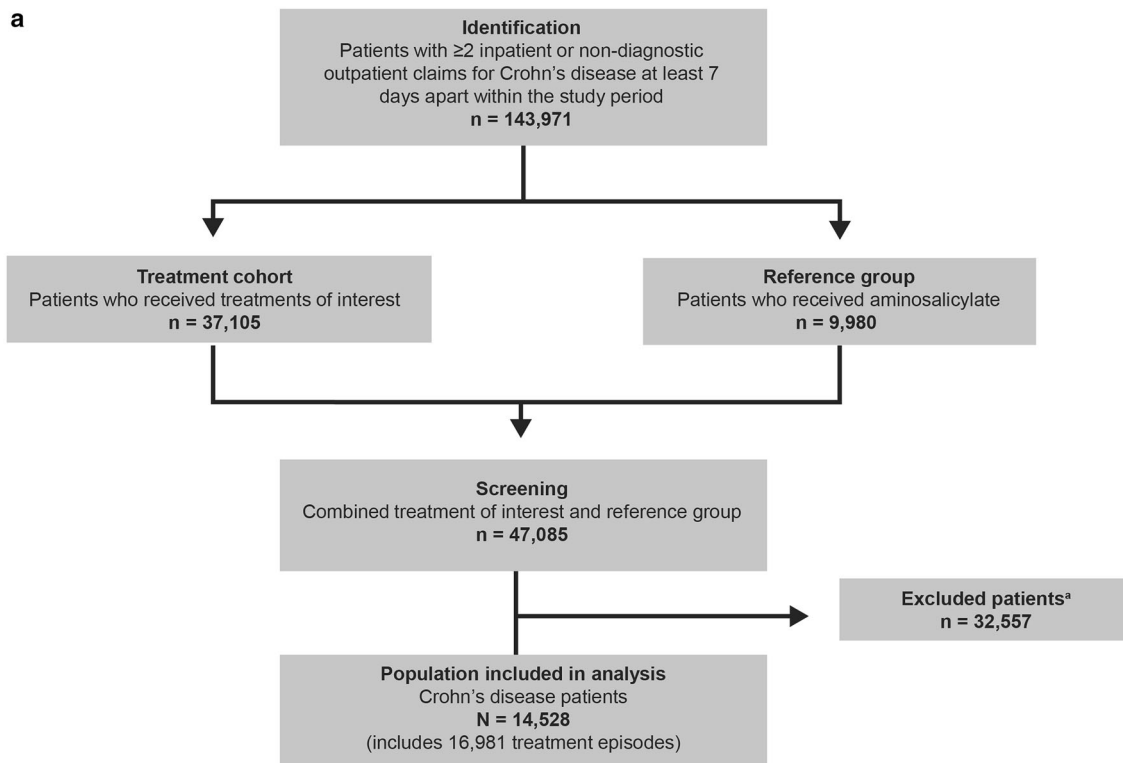 a
Identification
Patients with ≥2 inpatient or non-diagnostic
outpatient claims for Crohn’s disease at least 7
days apart within the study period
n = 143,971
Treatment cohort
Patients who received treatments of interest
n = 37,105
Reference group
Patients who received aminosalicylate
n = 9,980
Screening
Combined treatment of interest and reference group
n = 47,085
Excluded patientsᵃ
n = 32,557
Population included in analysis
Crohn’s disease patients
N = 14,528
(includes 16,981 treatment episodes)